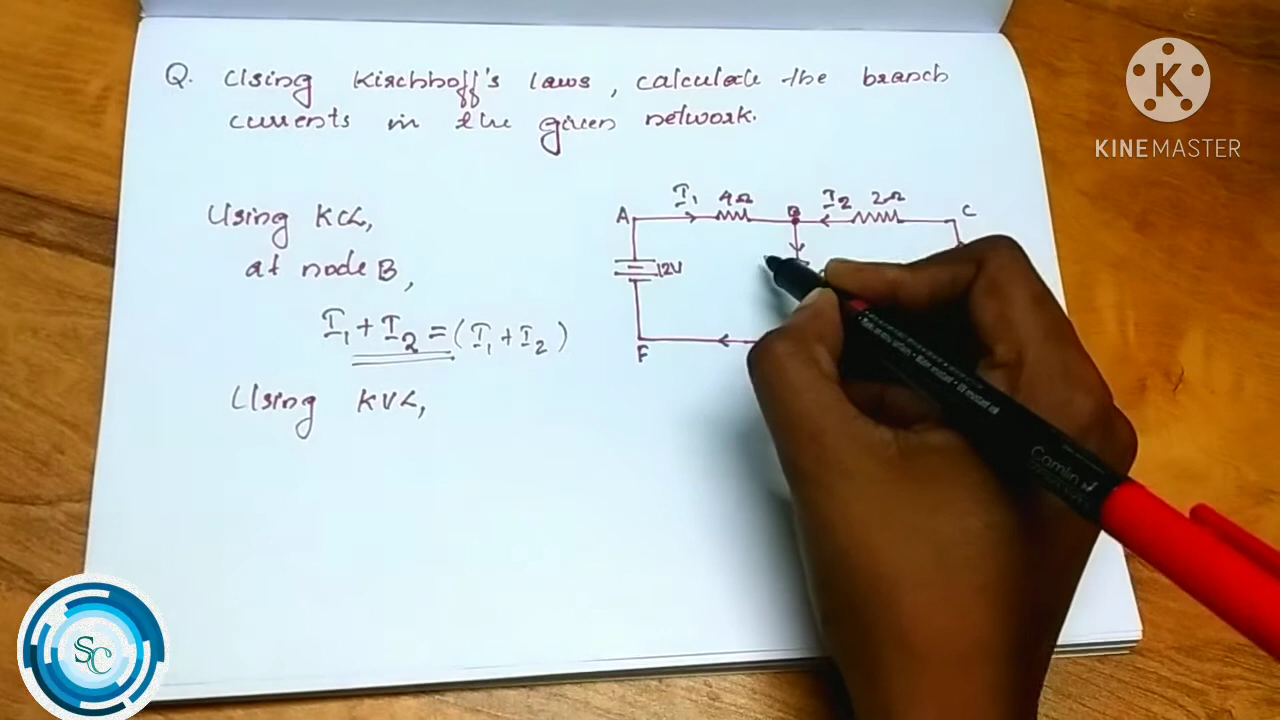 Q. Using Kirchhoff's laws, calculate the branch
currents in the given network.
Using KCL,
at node B,
I₁ + I₂ = (I₁ + I₂)
Using KVL,
I₁ 4Ω B I₂ 2Ω C
A
12V
F
K
KINEMASTER
Camlin
SC